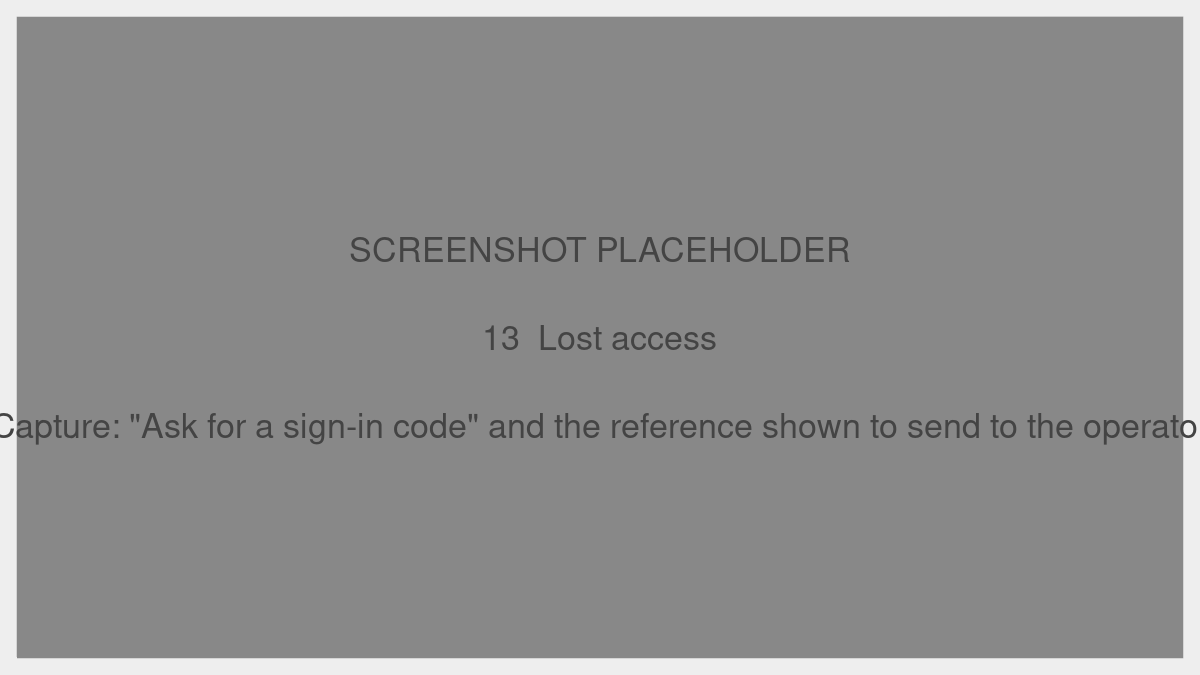 SCREENSHOT PLACEHOLDER
13 Lost access
Capture: "Ask for a sign-in code" and the reference shown to send to the operato